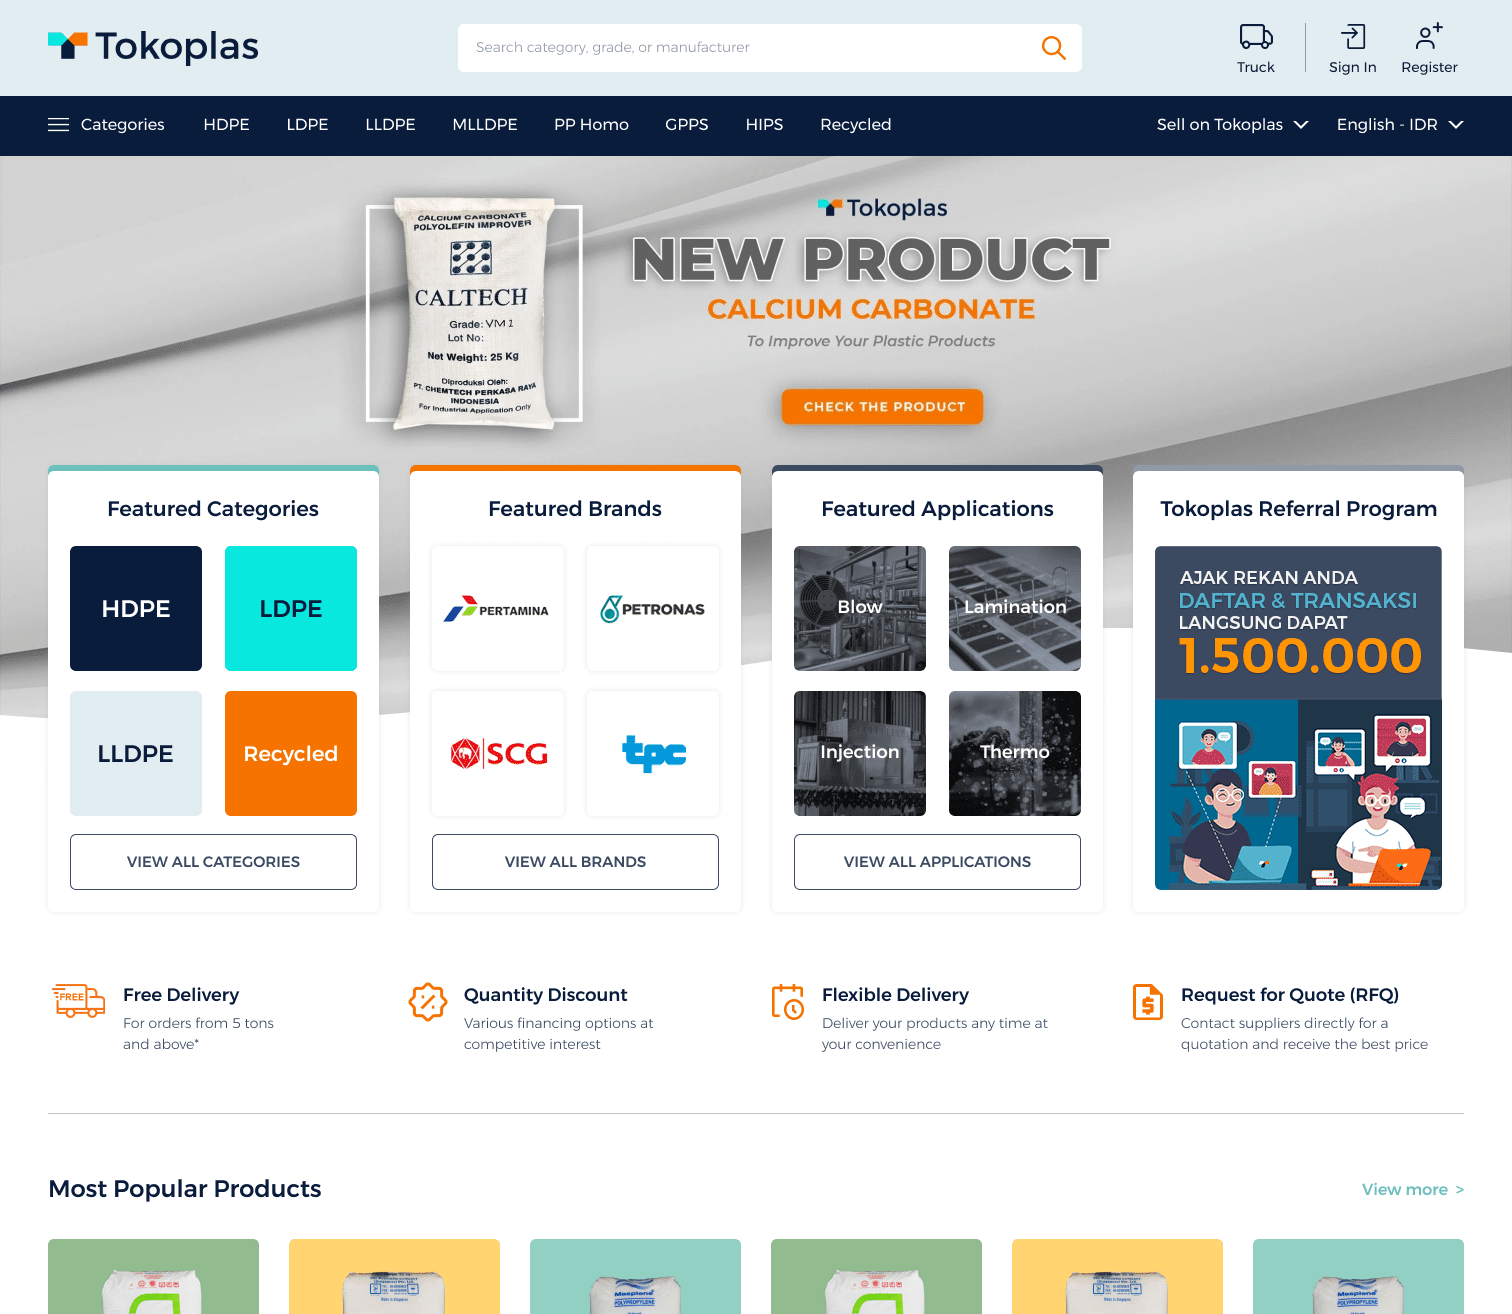 Tokoplas
Search category, grade, or manufacturer
Truck
Sign In
Register
Categories
HDPE
LDPE
LLDPE
MLLDPE
PP Homo
GPPS
HIPS
Recycled
Sell on Tokoplas
English - IDR
CALCIUM CARBONATE
POLYOLEFIN IMPROVER
CALTECH
Grade: VM 1
Lot No:
Net Weight: 25 Kg
Diproduksi Oleh:
PT. CHEMTECH PERKASA RAYA
INDONESIA
For Industrial Application Only
Tokoplas
NEW PRODUCT
CALCIUM CARBONATE
To Improve Your Plastic Products
CHECK THE PRODUCT
Featured Categories
HDPE
LDPE
LLDPE
Recycled
VIEW ALL CATEGORIES
Featured Brands
PERTAMINA
PETRONAS
SCG
tpc
VIEW ALL BRANDS
Featured Applications
Blow
Lamination
Injection
Thermo
VIEW ALL APPLICATIONS
Tokoplas Referral Program
AJAK REKAN ANDA
DAFTAR & TRANSAKSI
LANGSUNG DAPAT
1.500.000
FREE
Free Delivery
For orders from 5 tons
and above*
Quantity Discount
Various financing options at
competitive interest
Flexible Delivery
Deliver your products any time at
your convenience
Request for Quote (RFQ)
Contact suppliers directly for a
quotation and receive the best price
Most Popular Products
View more >
Mosplene
POLYPROPYLENE
Mosplene
POLYPROPYLENE